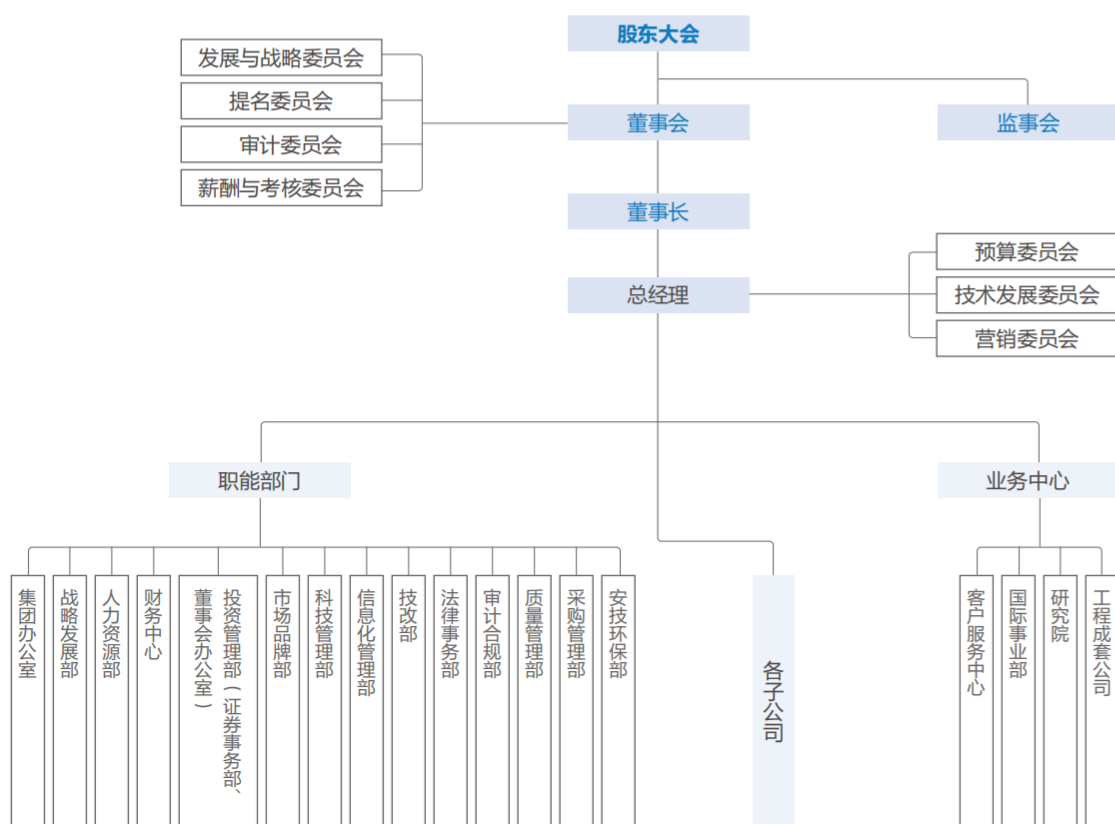 股东大会
发展与战略委员会
提名委员会
审计委员会
薪酬与考核委员会
董事会
监事会
董事长
总经理
预算委员会
技术发展委员会
营销委员会
职能部门
业务中心
集团办公室
战略发展部
人力资源部
财务中心
投资管理部(证券事务部、
董事会办公室)
市场品牌部
科技管理部
信息化管理部
技改部
法律事务部
审计合规部
质量管理部
采购管理部
安技环保部
各子公司
客户服务中心
国际事业部
研究院
工程成套公司